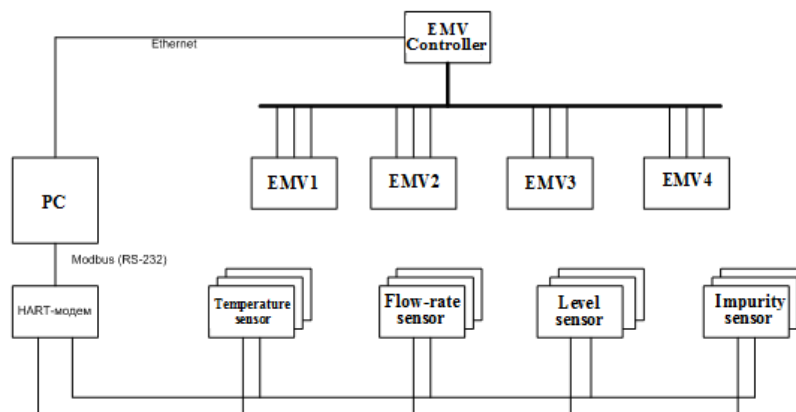 EMV
Controller
Ethernet
EMV1
EMV2
EMV3
EMV4
PC
Modbus (RS-232)
HART-модем
Temperature
sensor
Flow-rate
sensor
Level
sensor
Impurity
sensor